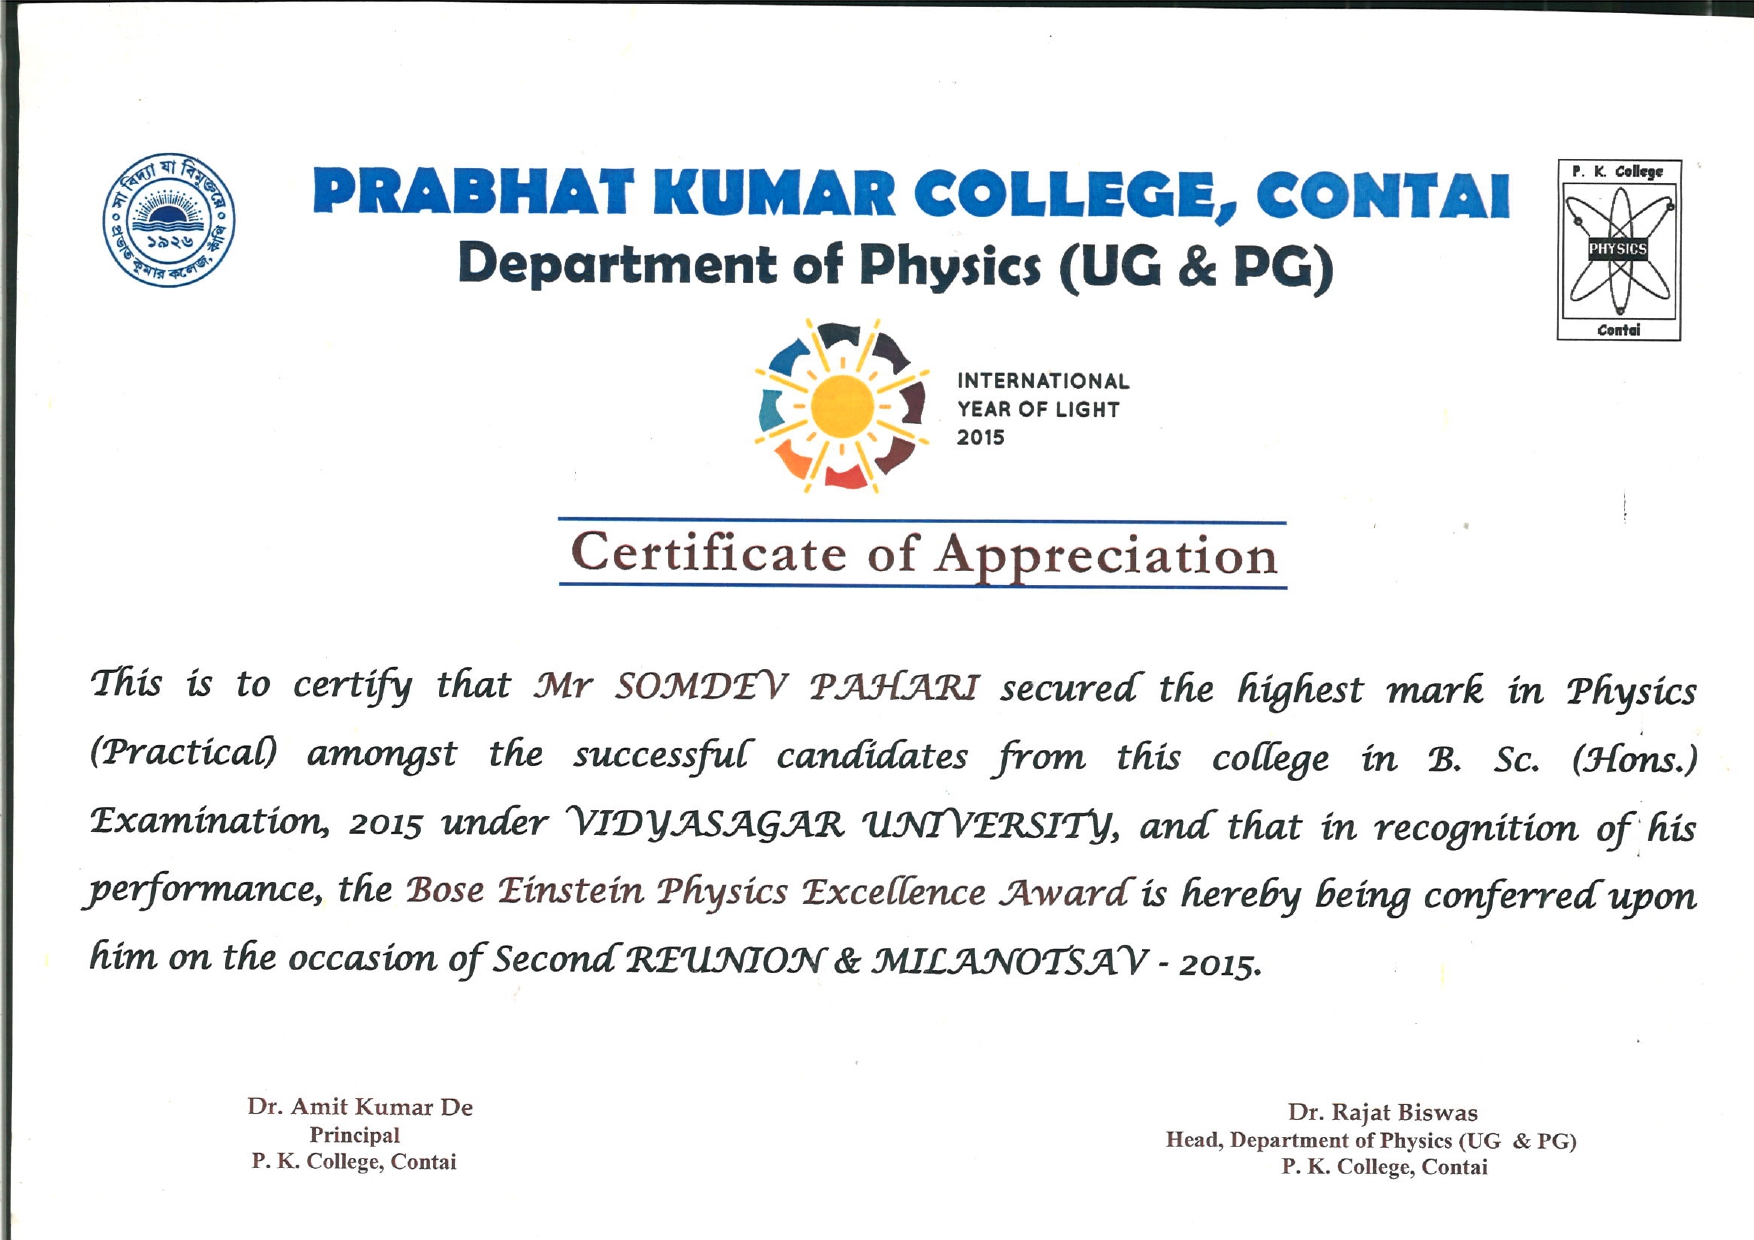 সা বিদ্যা যা বিমুক্তয়ে
১৯২৬
প্রভাত কুমার কলেজ, কাঁথি
PRABHAT KUMAR COLLEGE, CONTAI
Department of Physics (UG & PG)
P. K. College
PHYSICS
Contai
INTERNATIONAL
YEAR OF LIGHT
2015
Certificate of Appreciation
This is to certify that Mr SOMDEV PAHARI secured the highest mark in Physics
(Practical) amongst the successful candidates from this college in B. Sc. (Hons.)
Examination, 2015 under VIDYASAGAR UNIVERSITY, and that in recognition of his
performance, the Bose Einstein Physics Excellence Award is hereby being conferred upon
him on the occasion of Second REUNION & MILANOTSAV - 2015.
Dr. Amit Kumar De
Principal
P. K. College, Contai
Dr. Rajat Biswas
Head, Department of Physics (UG & PG)
P. K. College, Contai